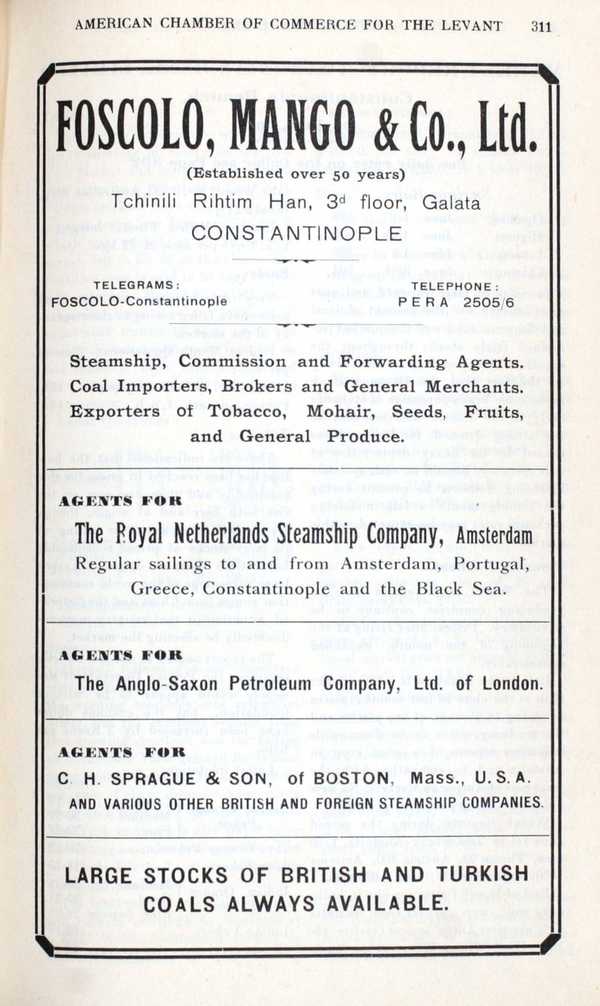 AMERICAN CHAMBER OF COMMERCE FOR THE LEVANT 311
FOSCOLO, MANGO & Co., Ltd.
(Established over 50 years)
Tchinili Rihtim Han, 3d floor, Galata
CONSTANTINOPLE
TELEGRAMS: TELEPHONE:
FOSCOLO-Constantinople PERA 2505/6
Steamship, Commission and Forwarding Agents.
Coal Importers, Brokers and General Merchants.
Exporters of Tobacco, Mohair, Seeds, Fruits,
and General Produce.
AGENTS FOR
The Royal Netherlands Steamship Company, Amsterdam
Regular sailings to and from Amsterdam, Portugal,
Greece, Constantinople and the Black Sea.
AGENTS FOR
The Anglo-Saxon Petroleum Company, Ltd. of London.
AGENTS FOR
C. H. SPRAGUE & SON, of BOSTON, Mass., U.S.A.
AND VARIOUS OTHER BRITISH AND FOREIGN STEAMSHIP COMPANIES.
LARGE STOCKS OF BRITISH AND TURKISH
COALS ALWAYS AVAILABLE.